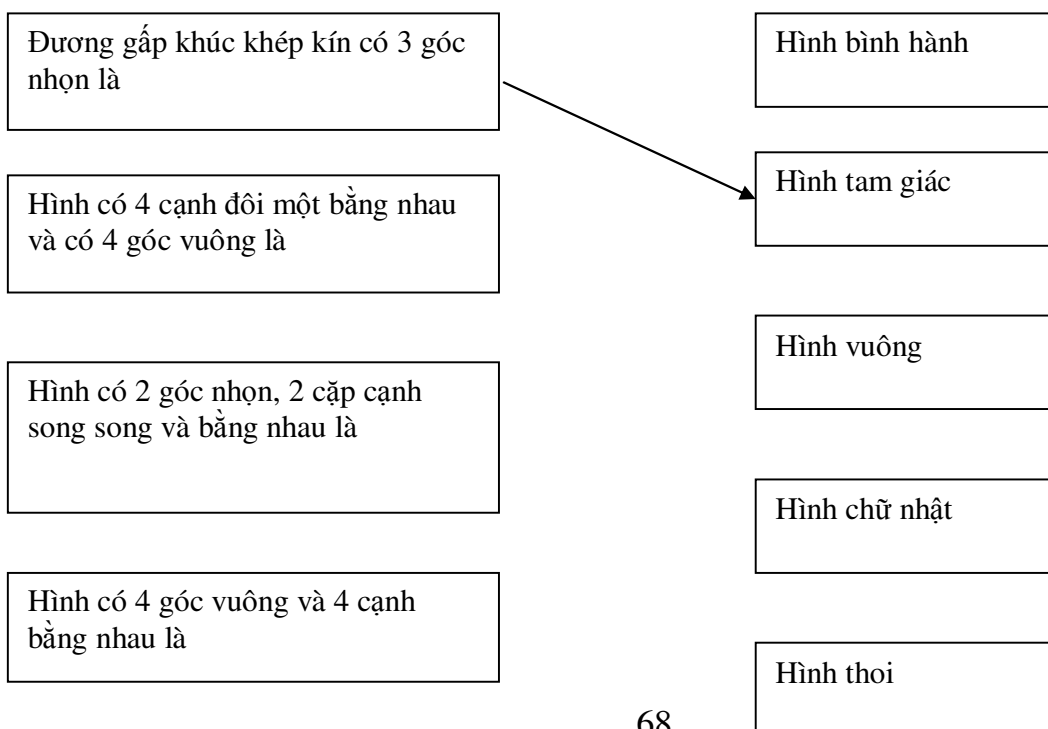 Đương gấp khúc khép kín có 3 góc
nhọn là
Hình có 4 cạnh đôi một bằng nhau
và có 4 góc vuông là
Hình có 2 góc nhọn, 2 cặp cạnh
song song và bằng nhau là
Hình có 4 góc vuông và 4 cạnh
bằng nhau là
Hình bình hành
Hình tam giác
Hình vuông
Hình chữ nhật
Hình thoi
68